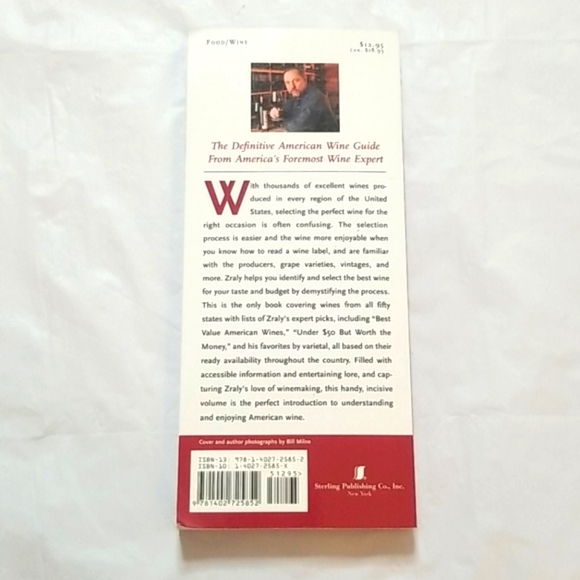 FOOD/WINE
$12.95
CAN. $18.95
The Definitive American Wine Guide
From America's Foremost Wine Expert
With thousands of excellent wines pro-
duced in every region of the United
States, selecting the perfect wine for the
right occasion is often confusing. The selection
process is easier and the wine more enjoyable when
you know how to read a wine label, and are familiar
with the producers, grape varieties, vintages, and
more. Zraly helps you identify and select the best wine
for your taste and budget by demystifying the process.
This is the only book covering wines from all fifty
states with lists of Zraly's expert picks, including "Best
Value American Wines," "Under $50 But Worth the
Money," and his favorites by varietal, all based on their
ready availability throughout the country. Filled with
accessible information and entertaining lore, and cap-
turing Zraly's love of winemaking, this handy, incisive
volume is the perfect introduction to understanding
and enjoying American wine.
Cover and author photographs by Bill Milne
ISBN-13: 978-1-4027-2585-2
ISBN-10: 1-4027-2585-X
51295>
9 781402 725852
Sterling Publishing Co., Inc.
New York